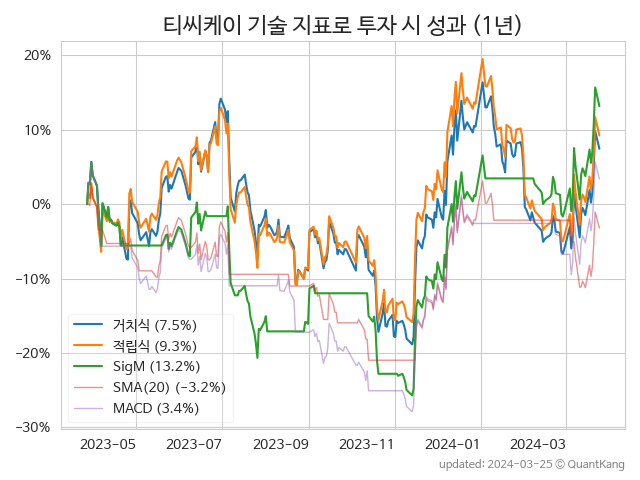 티씨케이 기술 지표로 투자 시 성과 (1년)
20%
10%
0%
−10%
−20%
−30%
거치식 (7.5%)
적립식 (9.3%)
SigM (13.2%)
SMA(20) (−3.2%)
MACD (3.4%)
2023-05 2023-07 2023-09 2023-11 2024-01 2024-03
updated: 2024-03-25 ⓒ QuantKang